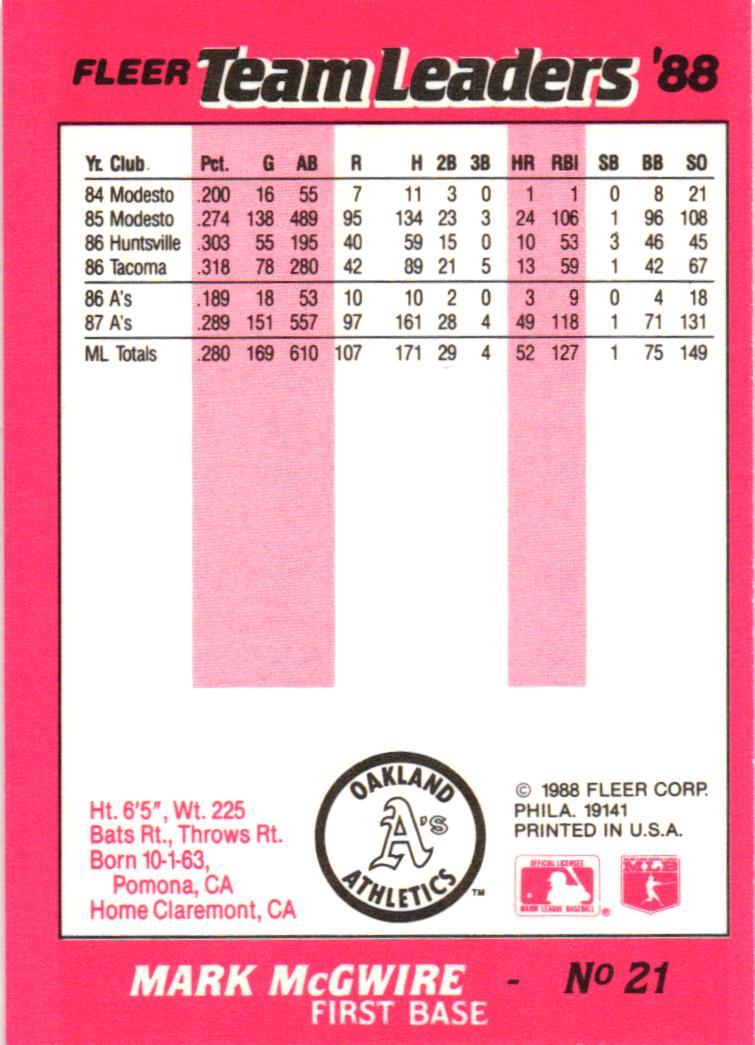 FLEER Team Leaders '88
Yr. Club. Pct. G AB R H 2B 3B HR RBI SB BB SO
84 Modesto .200 16 55 7 11 3 0 1 1 0 8 21
85 Modesto .274 138 489 95 134 23 3 24 106 1 96 108
86 Huntsville .303 55 195 40 59 15 0 10 53 3 46 45
86 Tacoma .318 78 280 42 89 21 5 13 59 1 42 67
86 A's .189 18 53 10 10 2 0 3 9 0 4 18
87 A's .289 151 557 97 161 28 4 49 118 1 71 131
ML Totals .280 169 610 107 171 29 4 52 127 1 75 149
Ht. 6'5", Wt. 225
Bats Rt., Throws Rt.
Born 10-1-63,
Pomona, CA
Home Claremont, CA
OAKLAND
A's
ATHLETICS ™
© 1988 FLEER CORP.
PHILA. 19141
PRINTED IN U.S.A.
OFFICIAL LICENSEE
MAJOR LEAGUE BASEBALL ®
MLB
MARK McGWIRE - No 21
FIRST BASE